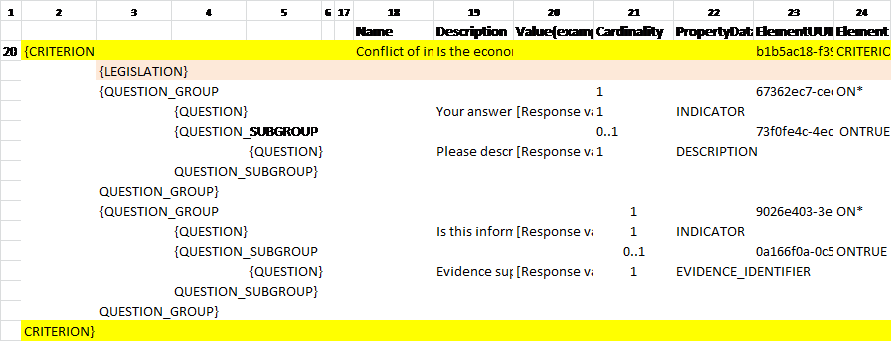 1 2 3 4 5 6 17 18 19 20 21 22 23 24
Name Description Value(exam Cardinality PropertyDat ElementUU Element
20 {CRITERION Conflict of in Is the econo b1b5ac18-f39 CRITERIO
{LEGISLATION}
{QUESTION_GROUP 1 67362ec7-ce ON*
{QUESTION} Your answer [Response va 1 INDICATOR
{QUESTION_SUBGROUP 0..1 73f0fe4c-4ec ONTRUE
{QUESTION} Please descr [Response va 1 DESCRIPTION
QUESTION_SUBGROUP}
QUESTION_GROUP}
{QUESTION_GROUP 1 9026e403-3e ON*
{QUESTION} Is this inform [Response va 1 INDICATOR
{QUESTION_SUBGROUP 0..1 0a166f0a-0c5 ONTRUE
{QUESTION} Evidence sup [Response va 1 EVIDENCE_IDENTIFIER
QUESTION_SUBGROUP}
QUESTION_GROUP}
CRITERION}